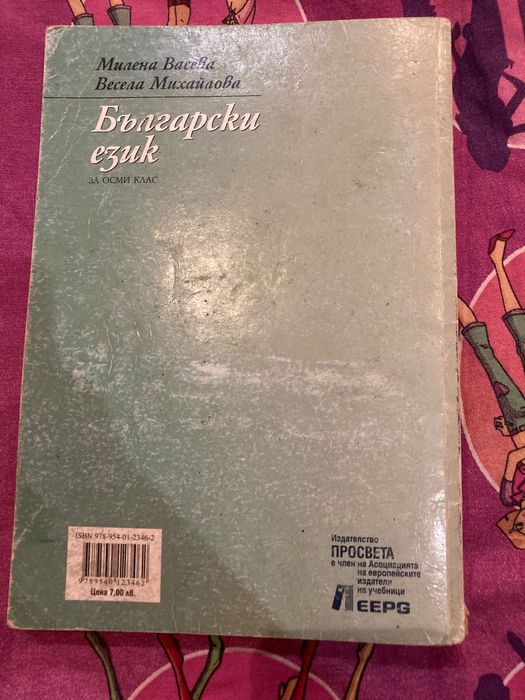 Милена Васева
Весела Михайлова
Български
език
ЗА ОСМИ КЛАС
ISBN 978-954-01-2346-2
9789540123462
Цена 7,00 лв.
Издателство
ПРОСВЕТА
е член на Асоциацията
на европейските
издатели
на учебници
EEPG